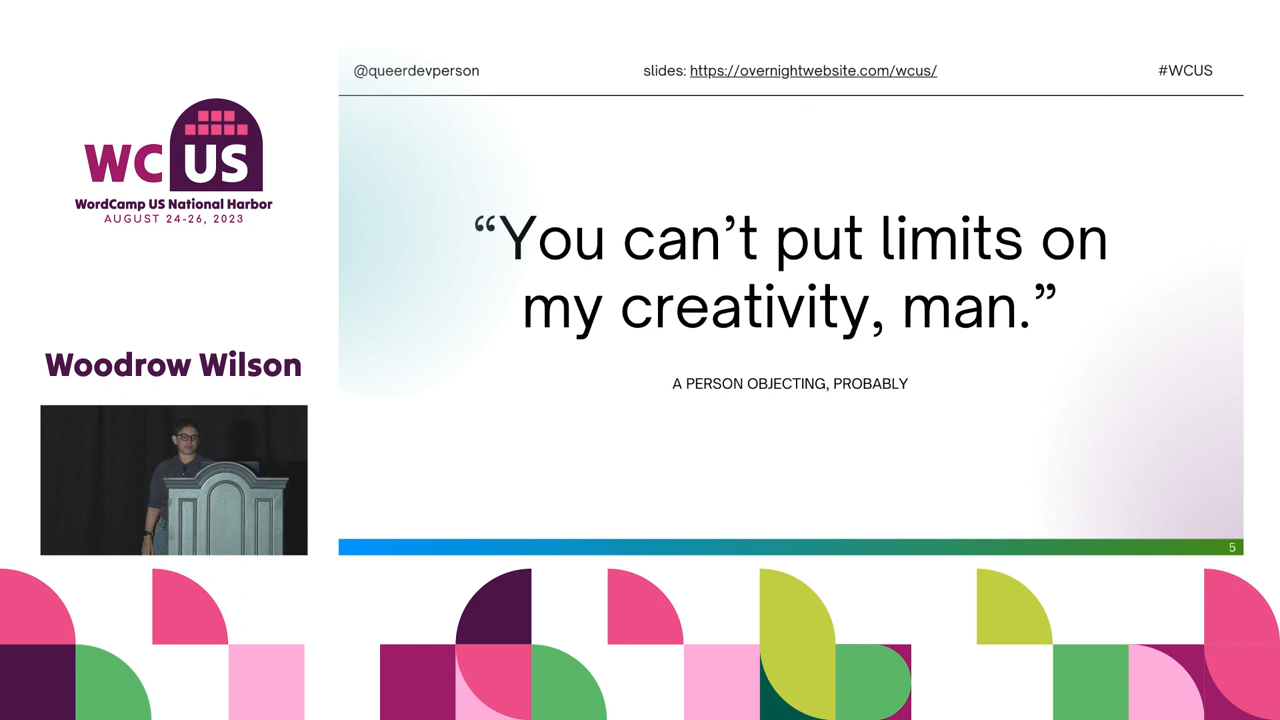 WC US
WordCamp US National Harbor
AUGUST 24-26, 2023
Woodrow Wilson
@queerdevperson
slides: https://overnightwebsite.com/wcus/
#WCUS
“You can’t put limits on
my creativity, man.”
A PERSON OBJECTING, PROBABLY
5